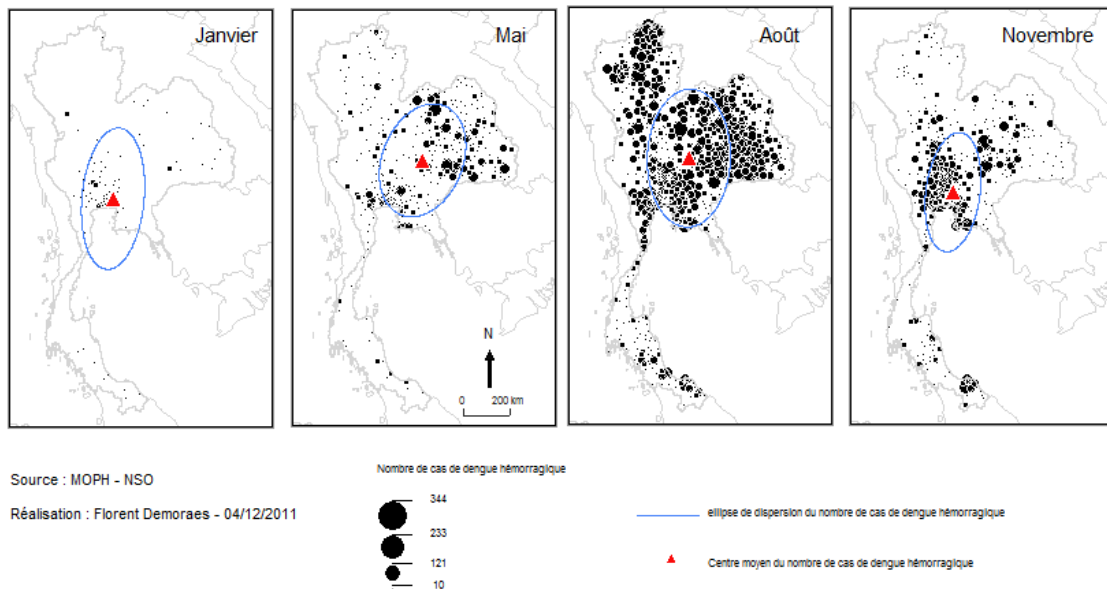 Janvier
Mai
Août
Novembre
N
0 200 km
Source : MOPH - NSO
Réalisation : Florent Demoraes - 04/12/2011
Nombre de cas de dengue hémorragique
344
233
121
10
ellipse de dispersion du nombre de cas de dengue hémorragique
Centre moyen du nombre de cas de dengue hémorragique